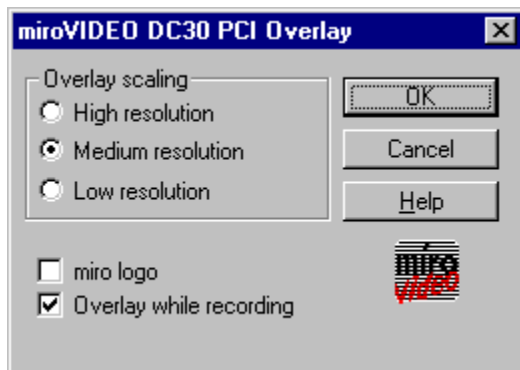 miroVIDEO DC30 PCI Overlay
Overlay scaling
High resolution
Medium resolution
Low resolution
OK
Cancel
Help
miro logo
Overlay while recording
miro
video